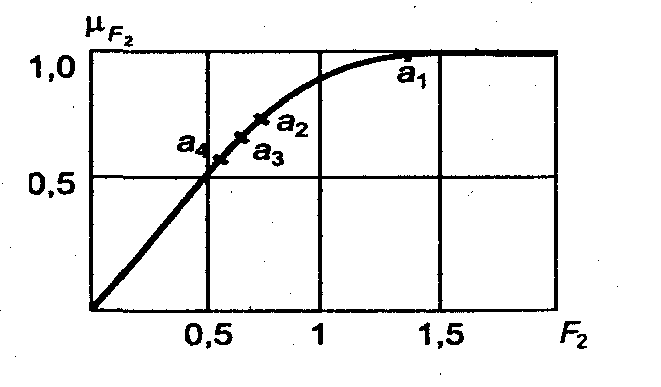 μF₂
1,0
a₁
a₂
a₄
a₃
0,5
0,5 1 1,5 F₂